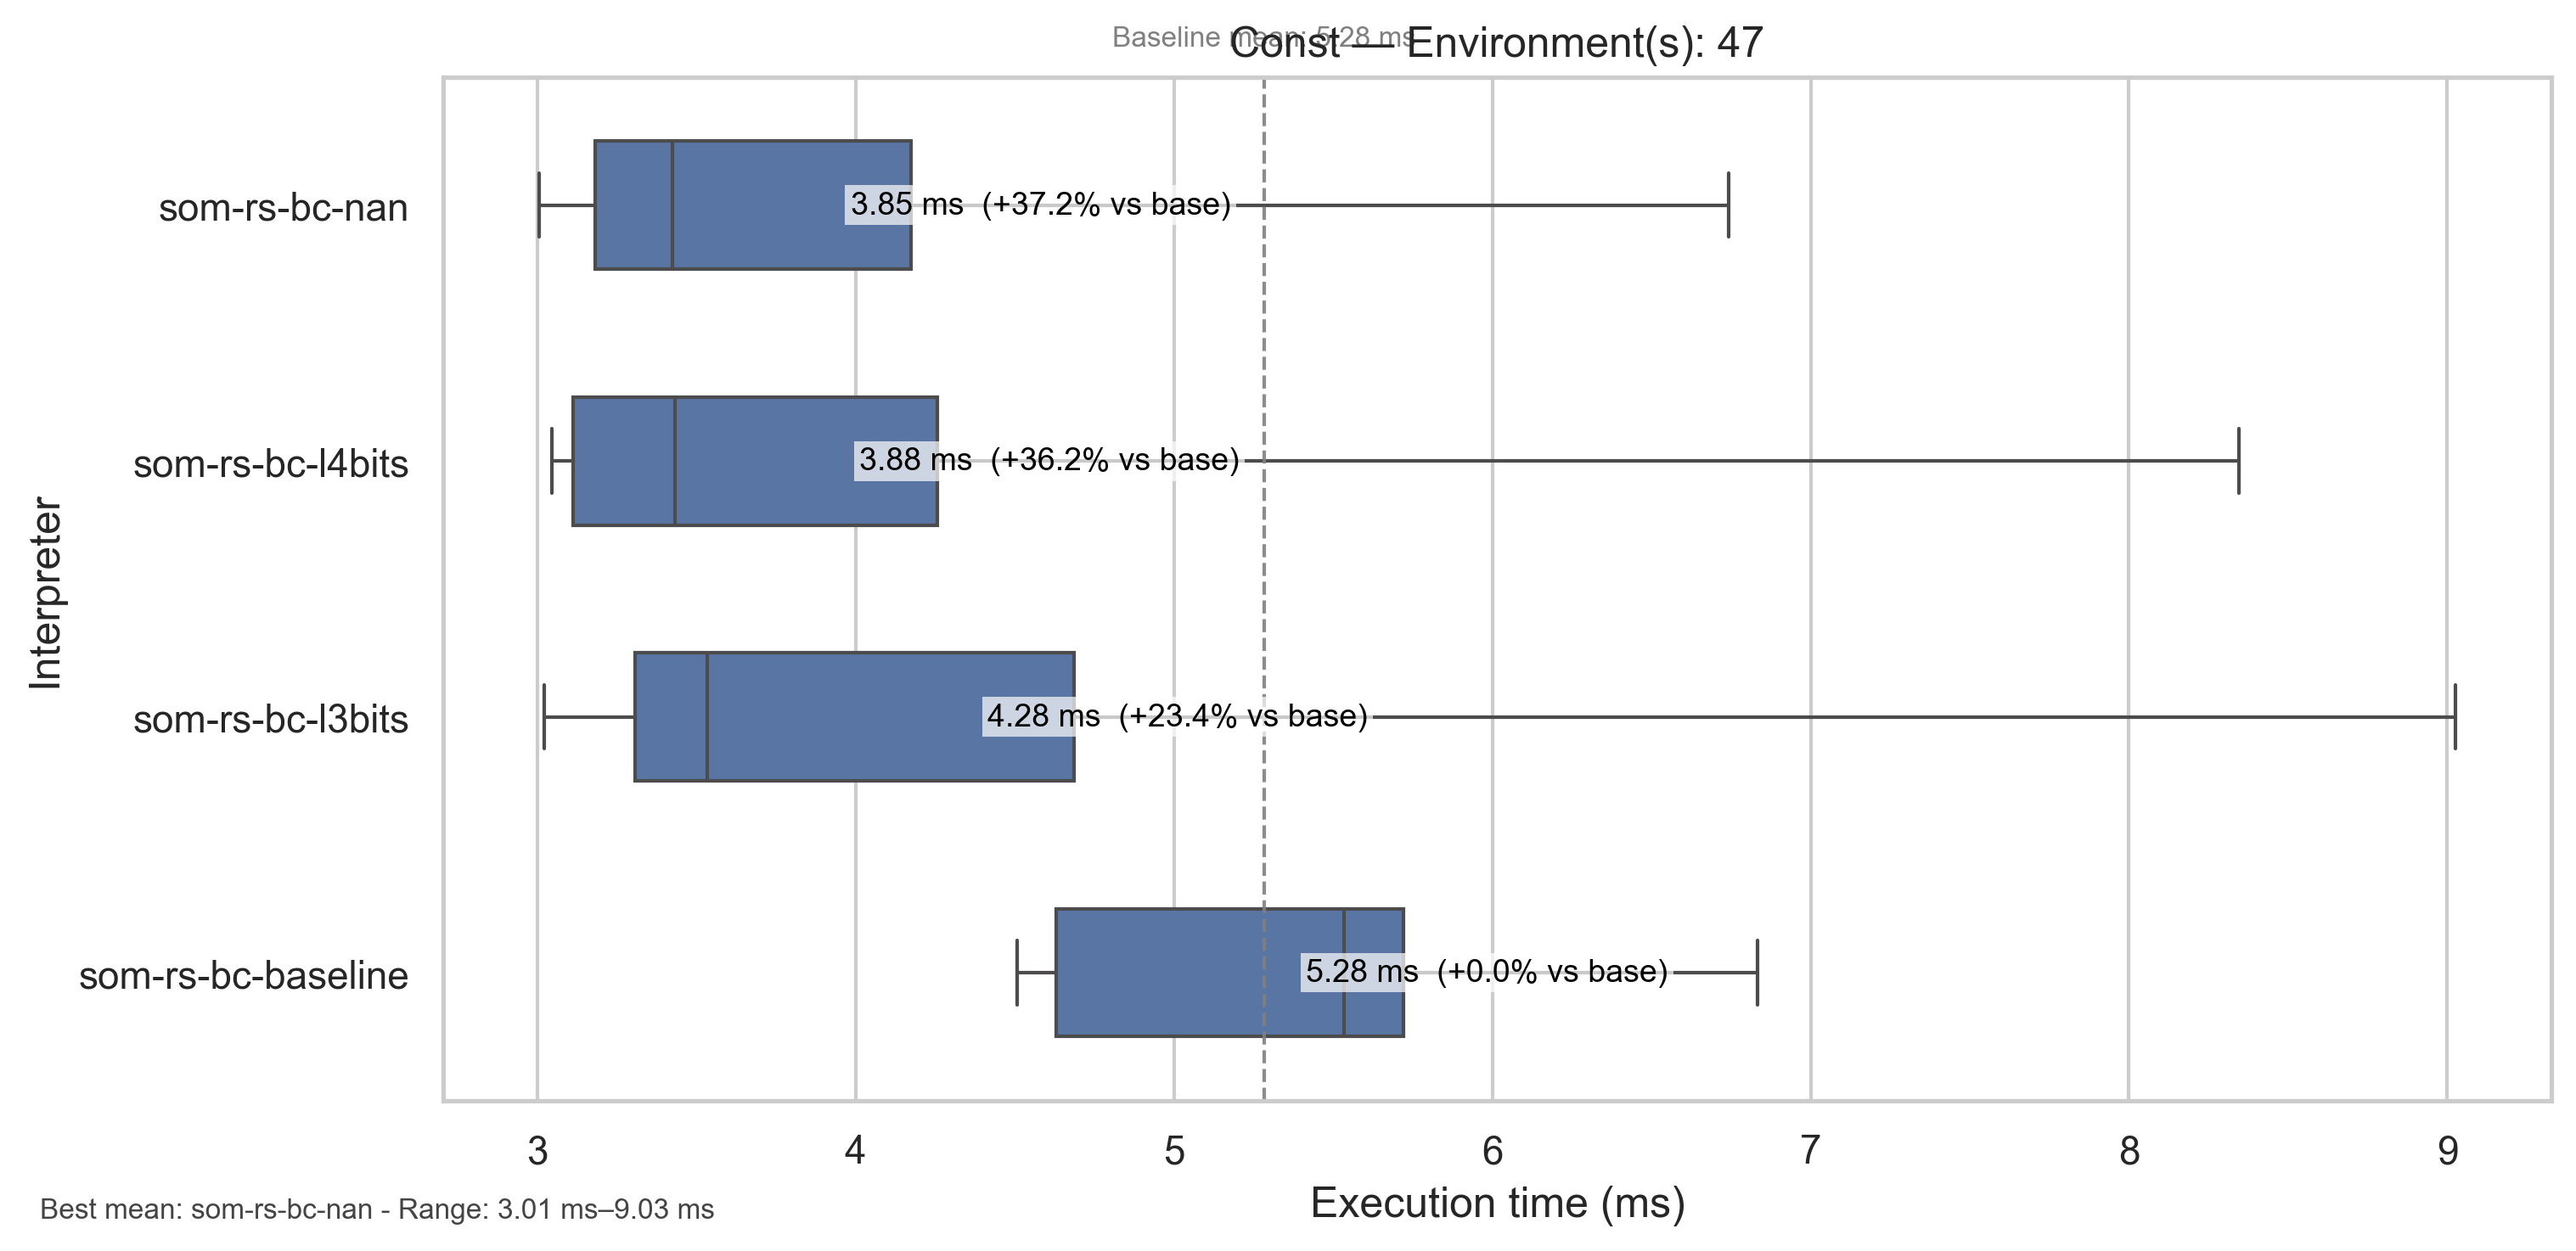 Baseline mean: 5.28 ms
Const — Environment(s): 47
som-rs-bc-nan
3.85 ms (+37.2% vs base)
som-rs-bc-l4bits
3.88 ms (+36.2% vs base)
Interpreter
som-rs-bc-l3bits
4.28 ms (+23.4% vs base)
som-rs-bc-baseline
5.28 ms (+0.0% vs base)
3 4 5 6 7 8 9
Execution time (ms)
Best mean: som-rs-bc-nan - Range: 3.01 ms–9.03 ms